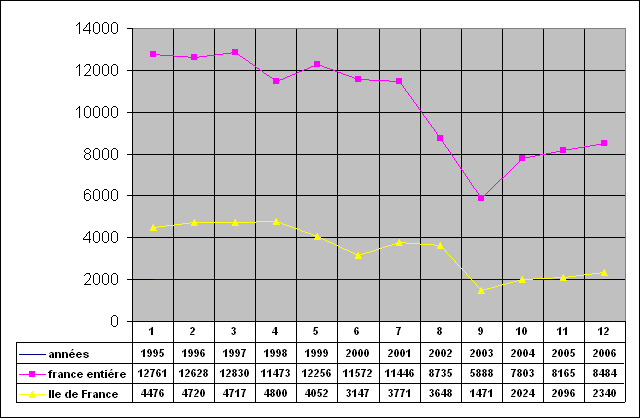 14000
12000
10000
8000
6000
4000
2000
0
1 2 3 4 5 6 7 8 9 10 11 12
années 1995 1996 1997 1998 1999 2000 2001 2002 2003 2004 2005 2006
france entiére 12761 12628 12830 11473 12256 11572 11446 8735 5888 7803 8165 8484
Ile de France 4476 4720 4717 4800 4052 3147 3771 3648 1471 2024 2096 2340